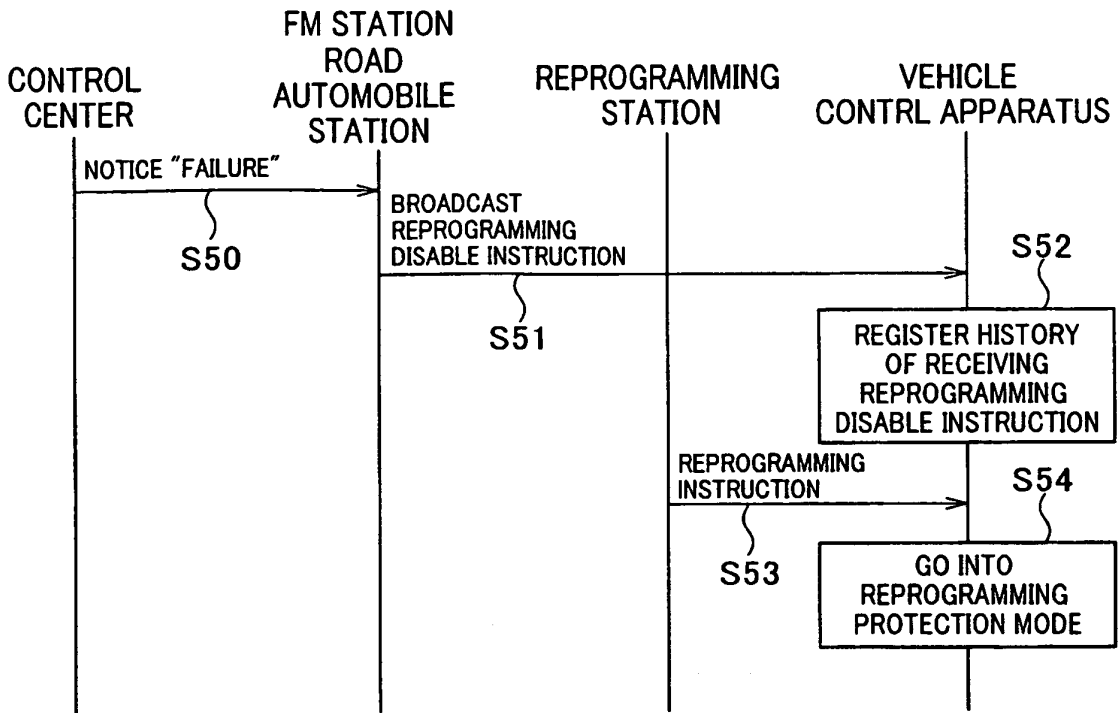 CONTROL
CENTER
FM STATION
ROAD
AUTOMOBILE
STATION
REPROGRAMMING
STATION
VEHICLE
CONTRL APPARATUS
NOTICE "FAILURE"
S50
BROADCAST
REPROGRAMMING
DISABLE INSTRUCTION
S51
S52
REGISTER HISTORY
OF RECEIVING
REPROGRAMMING
DISABLE INSTRUCTION
REPROGRAMMING
INSTRUCTION
S53
S54
GO INTO
REPROGRAMMING
PROTECTION MODE